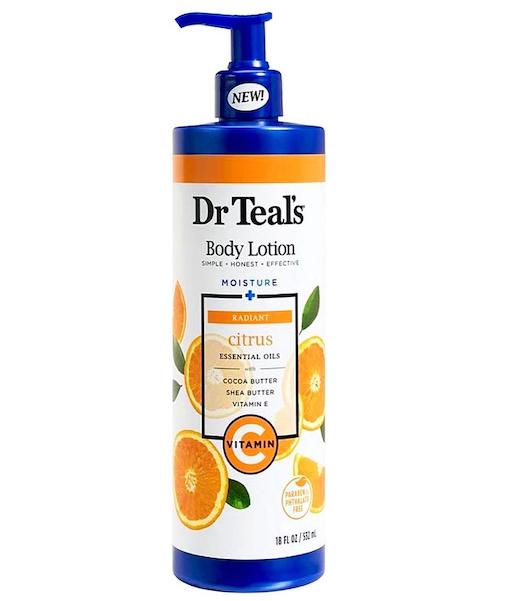 NEW!
Dr Teal's
Body Lotion
SIMPLE • HONEST • EFFECTIVE
MOISTURE
+
RADIANT
citrus
ESSENTIAL OILS
with
COCOA BUTTER
SHEA BUTTER
VITAMIN E
C
VITAMIN
PARABEN &
PHTHALATE
FREE
18 FL OZ / 532 mL